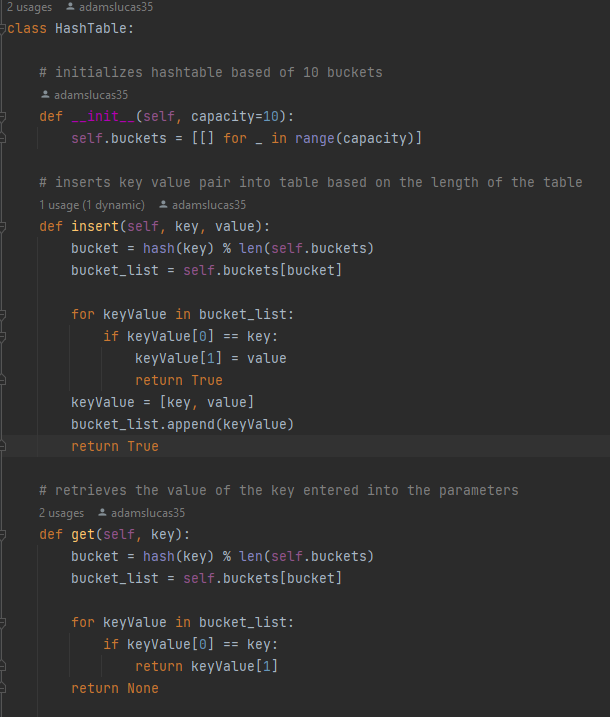 2 usages adamslucas35
class HashTable:
# initializes hashtable based of 10 buckets
adamslucas35
def __init__(self, capacity=10):
self.buckets = [[] for _ in range(capacity)]
# inserts key value pair into table based on the length of the table
1 usage (1 dynamic) adamslucas35
def insert(self, key, value):
bucket = hash(key) % len(self.buckets)
bucket_list = self.buckets[bucket]
for keyValue in bucket_list:
if keyValue[0] == key:
keyValue[1] = value
return True
keyValue = [key, value]
bucket_list.append(keyValue)
return True
# retrieves the value of the key entered into the parameters
2 usages adamslucas35
def get(self, key):
bucket = hash(key) % len(self.buckets)
bucket_list = self.buckets[bucket]
for keyValue in bucket_list:
if keyValue[0] == key:
return keyValue[1]
return None